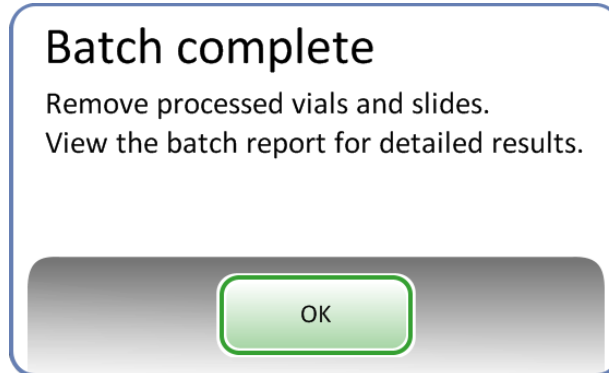 Batch complete
Remove processed vials and slides.
View the batch report for detailed results.
OK